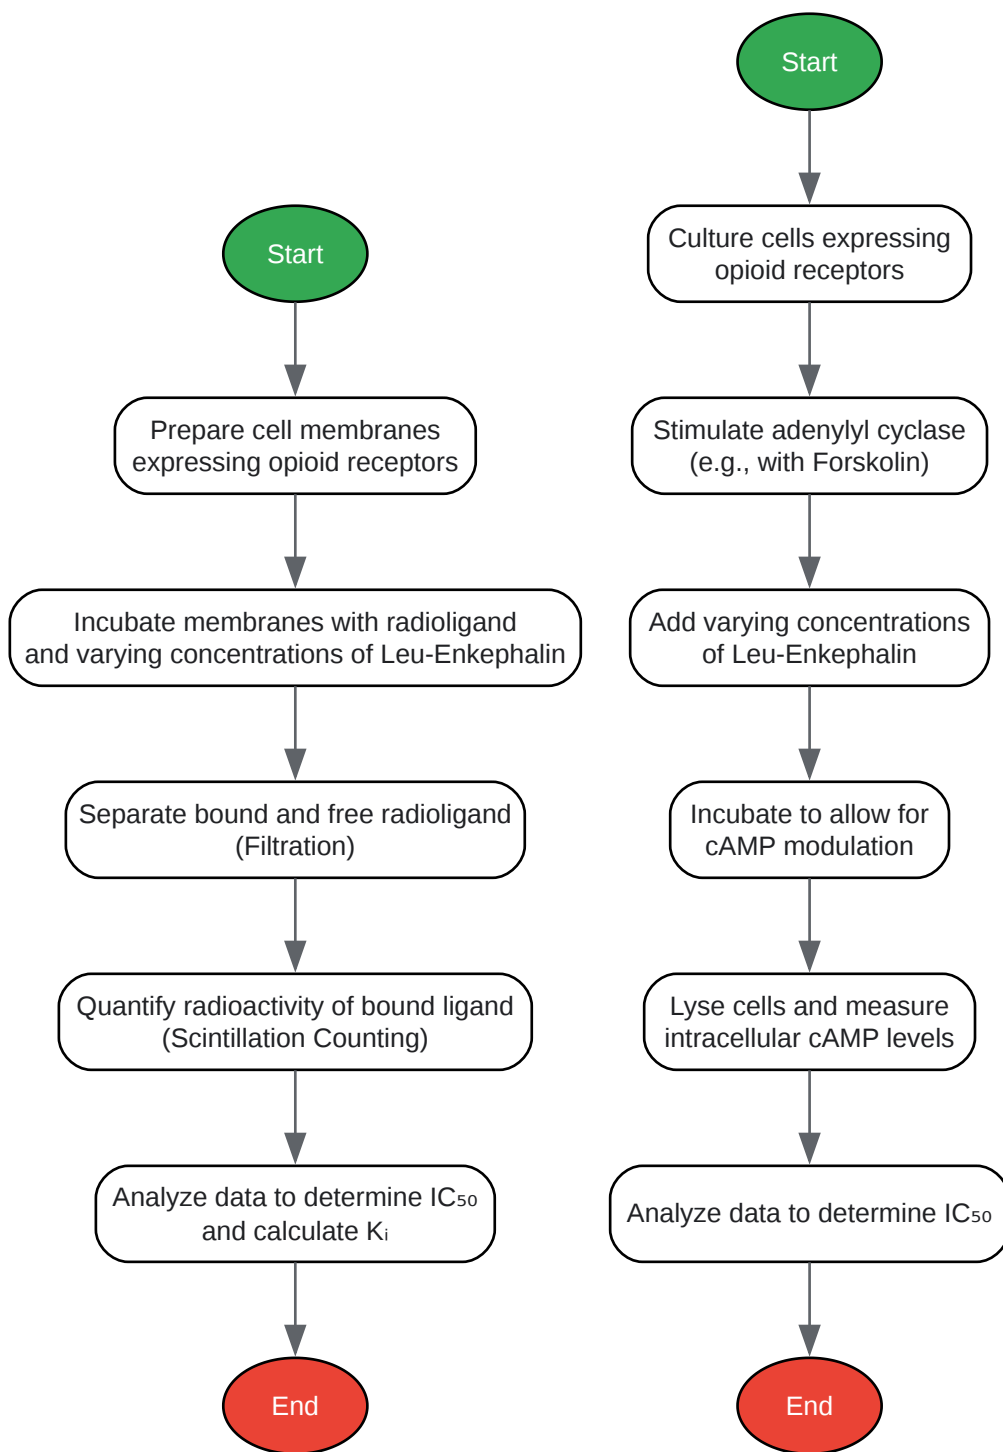 Start
Prepare cell membranes
expressing opioid receptors
Incubate membranes with radioligand
and varying concentrations of Leu-Enkephalin
Separate bound and free radioligand
(Filtration)
Quantify radioactivity of bound ligand
(Scintillation Counting)
Analyze data to determine IC₅₀
and calculate Kᵢ
End
Start
Culture cells expressing
opioid receptors
Stimulate adenylyl cyclase
(e.g., with Forskolin)
Add varying concentrations
of Leu-Enkephalin
Incubate to allow for
cAMP modulation
Lyse cells and measure
intracellular cAMP levels
Analyze data to determine IC₅₀
End